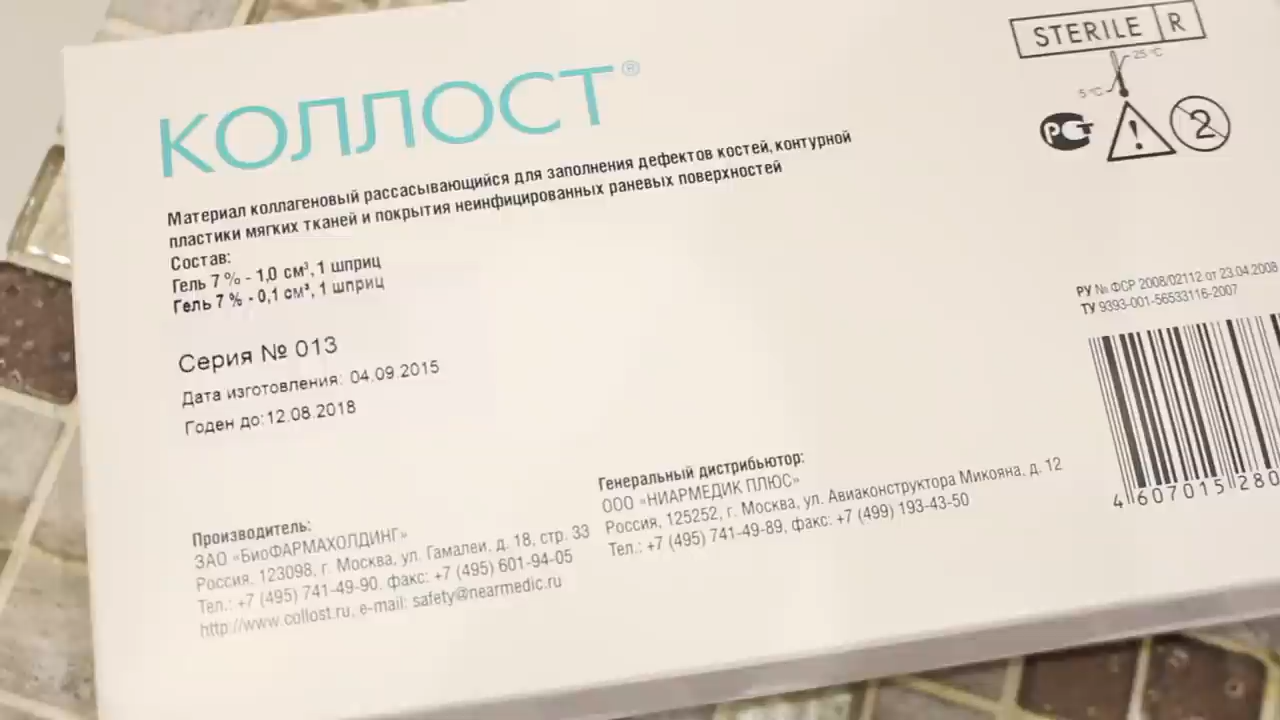 КОЛЛОСТ®
Материал коллагеновый рассасывающийся для заполнения дефектов костей, контурной
пластики мягких тканей и покрытия неинфицированных раневых поверхностей
Состав:
Гель 7 % - 1,0 см³, 1 шприц
Гель 7 % - 0,1 см³, 1 шприц
Серия № 013
Дата изготовления: 04.09.2015
Годен до:12.08.2018
Производитель:
ЗАО «БиоФАРМАХОЛДИНГ»
Россия, 123098, г. Москва, ул. Гамалеи, д. 18, стр. 33
Тел.: +7 (495) 741-49-90, факс: +7 (495) 601-94-05
http://www.collost.ru, e-mail: safety@nearmedic.ru
Генеральный дистрибьютор:
ООО «НИАРМЕДИК ПЛЮС»
Россия, 125252, г. Москва, ул. Авиаконструктора Микояна, д. 12
Тел.: +7 (495) 741-49-89, факс: +7 (499) 193-43-50
STERILE R
25 °C
5 °C
РСТ
!
2
РУ № ФСР 2008/02112 от 23.04.2008
ТУ 9393-001-56533116-2007
4 607015 280